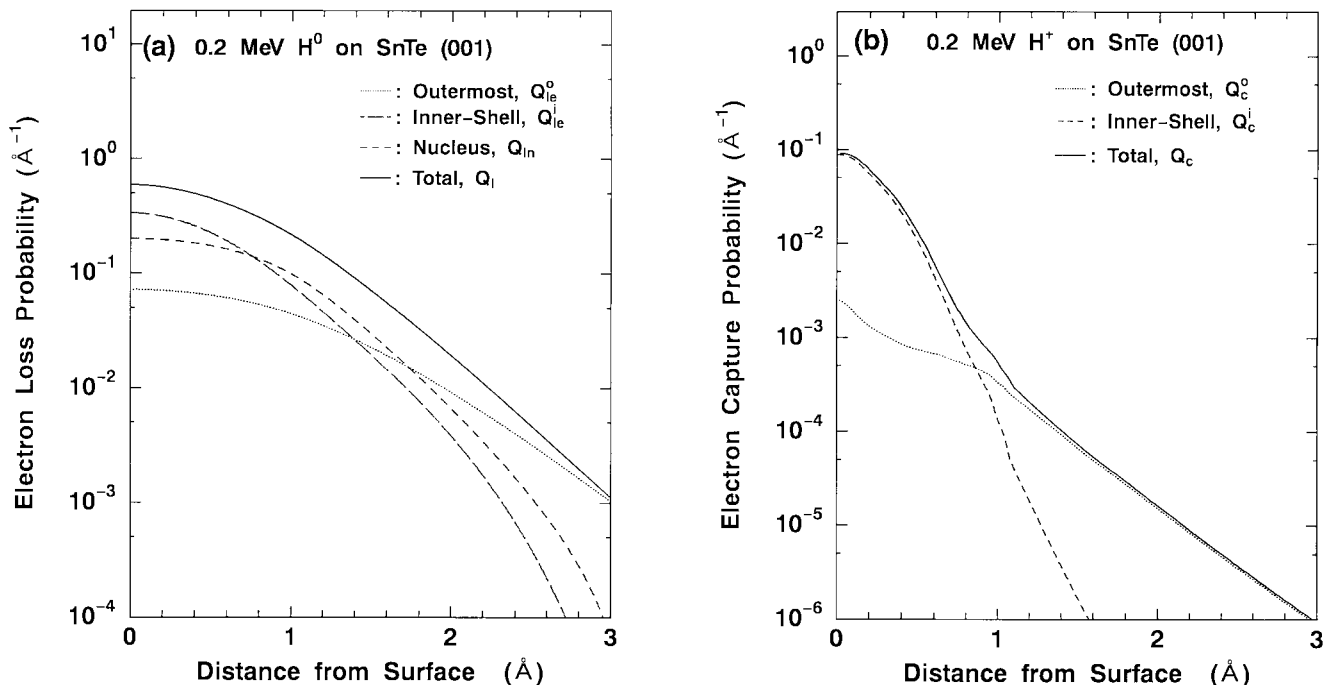 (a) 0.2 MeV H⁰ on SnTe (001)
: Outermost, Q_le^o
: Inner-Shell, Q_le^i
: Nucleus, Q_ln
: Total, Q_l
Electron Loss Probability (Å⁻¹)
10¹
10⁰
10⁻¹
10⁻²
10⁻³
10⁻⁴
0 1 2 3
Distance from Surface (Å)
(b) 0.2 MeV H⁺ on SnTe (001)
: Outermost, Q_c^o
: Inner-Shell, Q_c^i
: Total, Q_c
Electron Capture Probability (Å⁻¹)
10⁰
10⁻¹
10⁻²
10⁻³
10⁻⁴
10⁻⁵
10⁻⁶
0 1 2 3
Distance from Surface (Å)